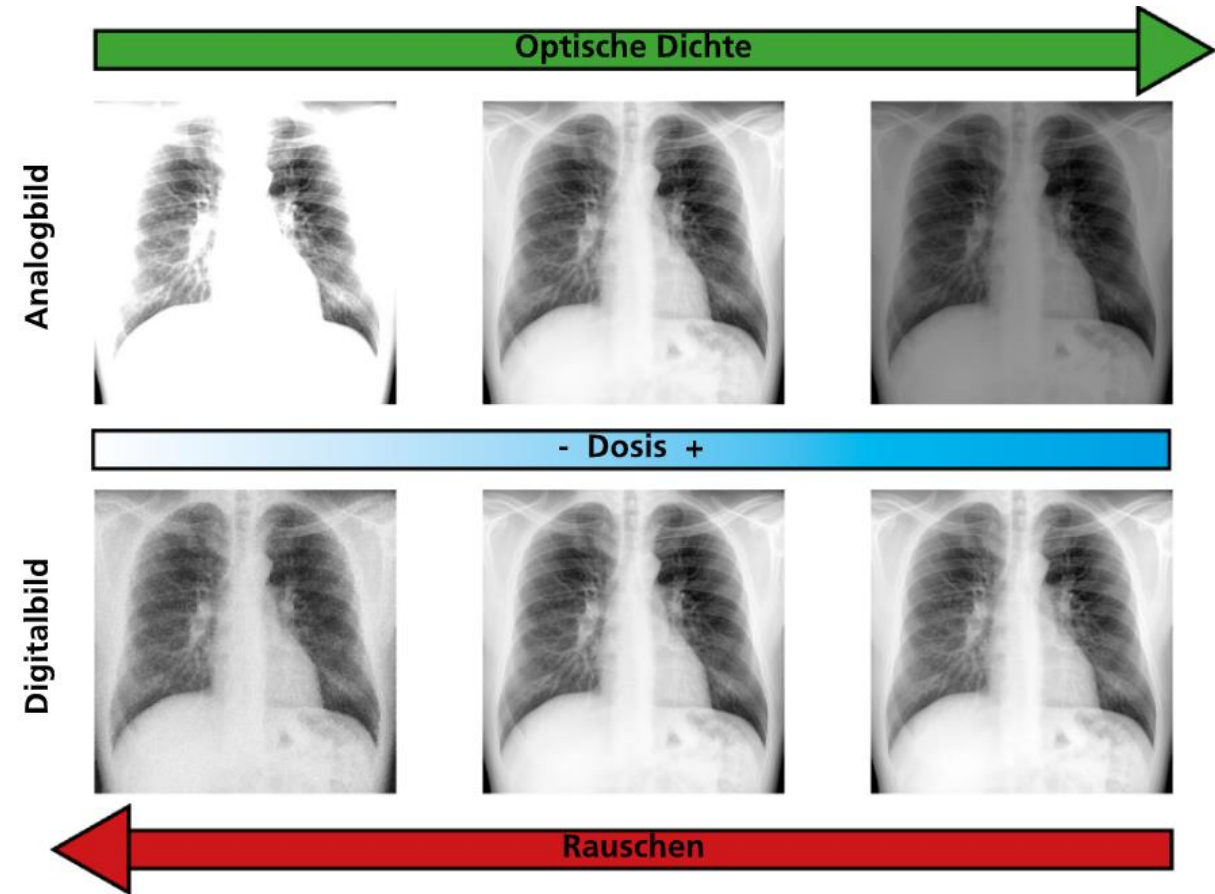 Optische Dichte
Analogbild
- Dosis +
Digitalbild
Rauschen